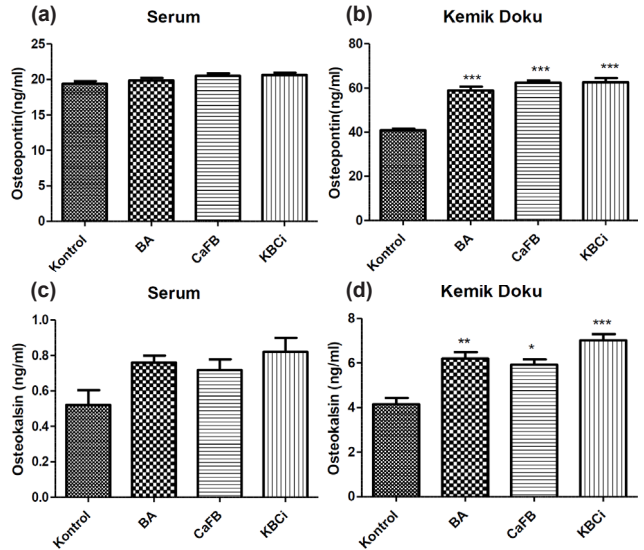 (a)
Serum
Osteopontin(ng/ml)
25
20
15
10
5
0
Kontrol
BA
CaFB
KBCi
(b)
Kemik Doku
Osteopontin(ng/ml)
80
60
40
20
0
***
***
***
Kontrol
BA
CaFB
KBCi
(c)
Serum
Osteokalsin (ng/ml)
1.0
0.8
0.6
0.4
0.2
0.0
Kontrol
BA
CaFB
KBCi
(d)
Kemik Doku
Osteokalsin (ng/ml)
8
6
4
2
0
**
*
***
Kontrol
BA
CaFB
KBCi